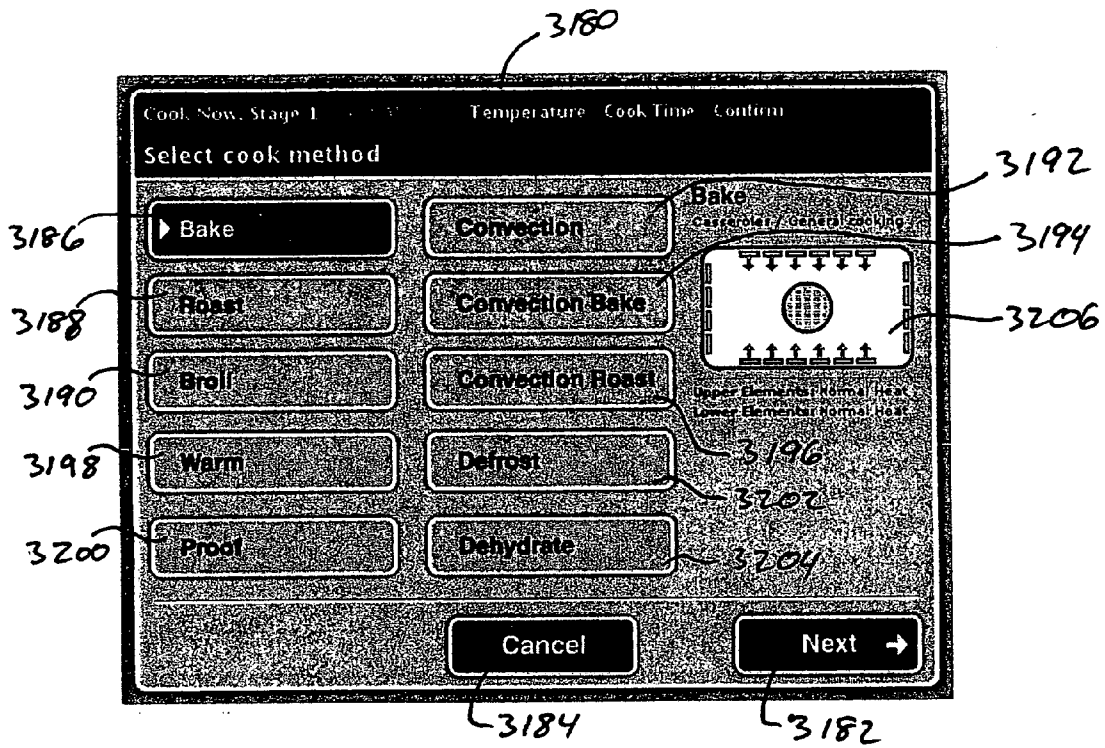 3180
Cook Now, Stage 1 Temperature Cook Time Confirm
Select cook method
3192
Bake
Casseroles / General cooking
3186
Bake
Convection
3194
3188
Roast
Convection Bake
3206
3190
Broil
Convection Roast
Upper Elements: Normal Heat
Lower Elements: Normal Heat
3198
Warm
Defrost
3196
3202
3200
Proof
Dehydrate
3204
Cancel
Next →
3184
3182